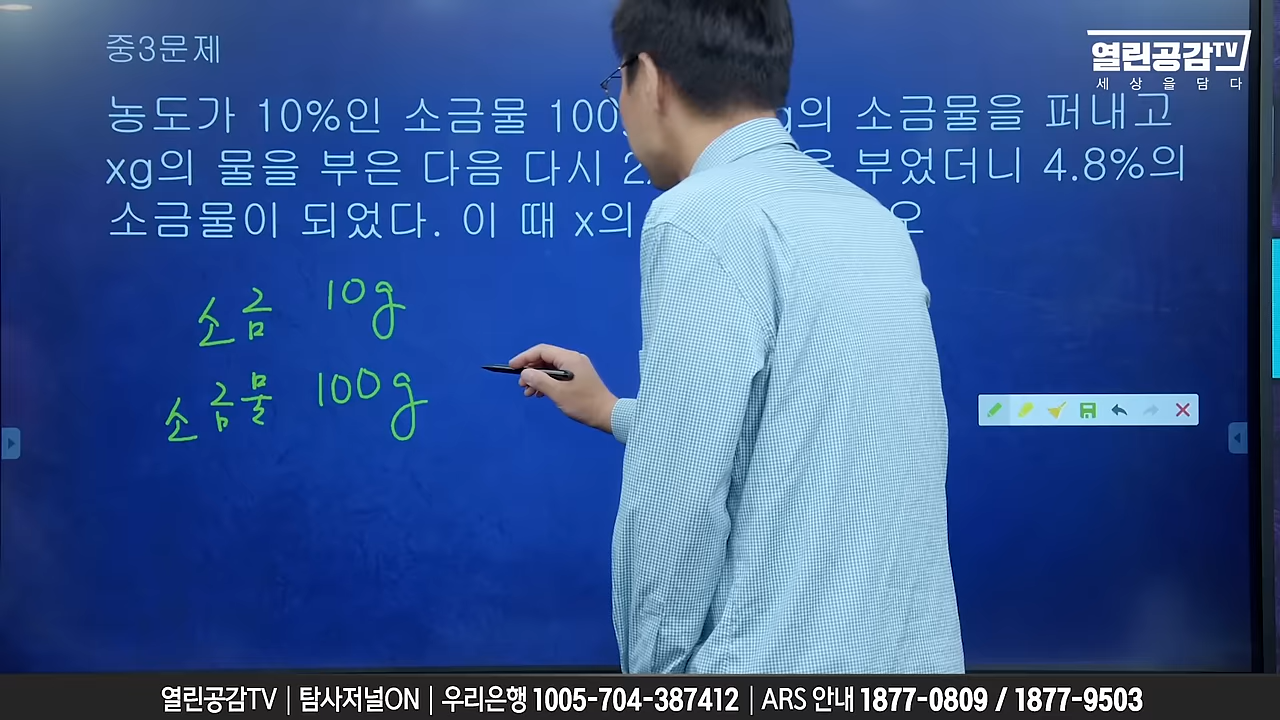 중3문제
열린공감TV
세상을담다
농도가 10%인 소금물 100 g의 소금물을 퍼내고
xg의 물을 부은 다음 다시 2 부었더니 4.8%의
소금물이 되었다. 이 때 x의 오
소금 10g
소금물 100g
열린공감TV | 탐사저널ON | 우리은행 1005-704-387412 | ARS 안내 1877-0809 / 1877-9503